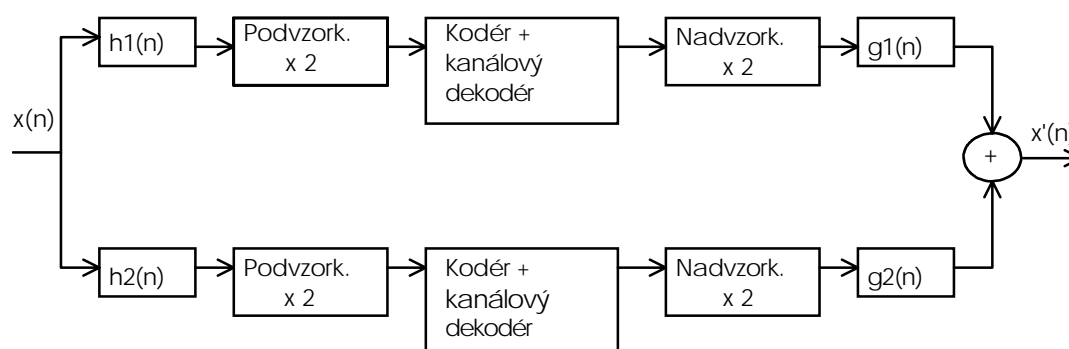 h1(n)
Podvzork.
x 2
Kodér +
kanálový
dekodér
Nadvzork.
x 2
g1(n)
x(n)
+
x'(n)
h2(n)
Podvzork.
x 2
Kodér +
kanálový
dekodér
Nadvzork.
x 2
g2(n)